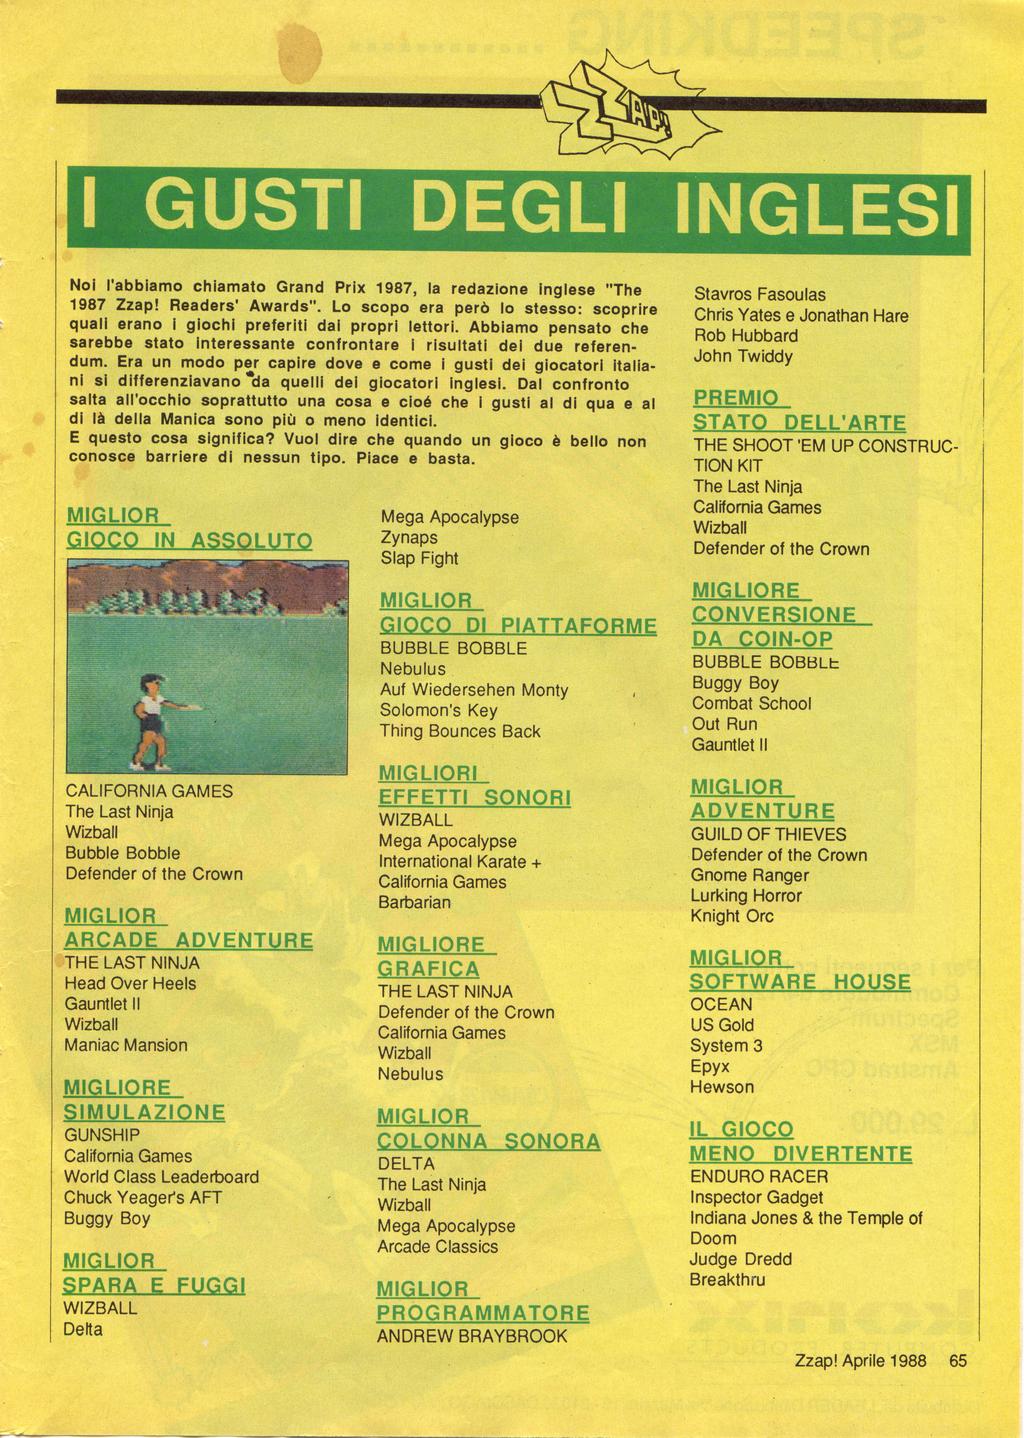 ZZAP!
I GUSTI DEGLI INGLESI
Noi l'abbiamo chiamato Grand Prix 1987, la redazione inglese "The
1987 Zzap! Readers' Awards". Lo scopo era però lo stesso: scoprire
quali erano i giochi preferiti dai propri lettori. Abbiamo pensato che
sarebbe stato interessante confrontare i risultati dei due referen-
dum. Era un modo per capire dove e come i gusti dei giocatori italia-
ni si differenziavano da quelli dei giocatori inglesi. Dal confronto
salta all'occhio soprattutto una cosa e cioé che i gusti al di qua e al
di là della Manica sono più o meno identici.
E questo cosa significa? Vuol dire che quando un gioco è bello non
conosce barriere di nessun tipo. Piace e basta.
MIGLIOR
GIOCO IN ASSOLUTO
CALIFORNIA GAMES
The Last Ninja
Wizball
Bubble Bobble
Defender of the Crown
MIGLIOR
ARCADE ADVENTURE
THE LAST NINJA
Head Over Heels
Gauntlet II
Wizball
Maniac Mansion
MIGLIORE
SIMULAZIONE
GUNSHIP
California Games
World Class Leaderboard
Chuck Yeager's AFT
Buggy Boy
MIGLIOR
SPARA E FUGGI
WIZBALL
Delta
Mega Apocalypse
Zynaps
Slap Fight
MIGLIOR
GIOCO DI PIATTAFORME
BUBBLE BOBBLE
Nebulus
Auf Wiedersehen Monty
Solomon's Key
Thing Bounces Back
MIGLIORI
EFFETTI SONORI
WIZBALL
Mega Apocalypse
International Karate +
California Games
Barbarian
MIGLIORE
GRAFICA
THE LAST NINJA
Defender of the Crown
California Games
Wizball
Nebulus
MIGLIOR
COLONNA SONORA
DELTA
The Last Ninja
Wizball
Mega Apocalypse
Arcade Classics
MIGLIOR
PROGRAMMATORE
ANDREW BRAYBROOK
Stavros Fasoulas
Chris Yates e Jonathan Hare
Rob Hubbard
John Twiddy
PREMIO
STATO DELL'ARTE
THE SHOOT 'EM UP CONSTRUC-
TION KIT
The Last Ninja
California Games
Wizball
Defender of the Crown
MIGLIORE
CONVERSIONE
DA COIN-OP
BUBBLE BOBBLE
Buggy Boy
Combat School
Out Run
Gauntlet II
MIGLIOR
ADVENTURE
GUILD OF THIEVES
Defender of the Crown
Gnome Ranger
Lurking Horror
Knight Orc
MIGLIOR
SOFTWARE HOUSE
OCEAN
US Gold
System 3
Epyx
Hewson
IL GIOCO
MENO DIVERTENTE
ENDURO RACER
Inspector Gadget
Indiana Jones & the Temple of
Doom
Judge Dredd
Breakthru
Zzap! Aprile 1988 65